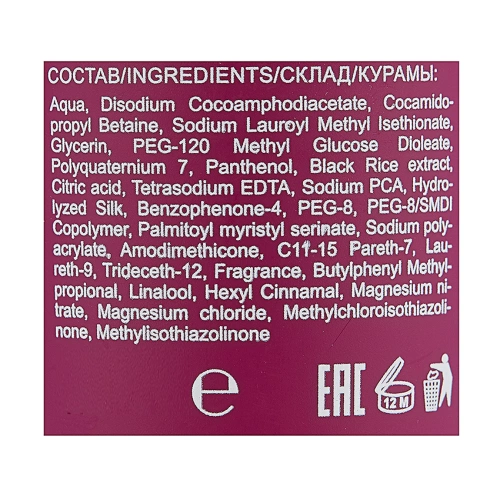 СОСТАВ/INGREDIENTS/СКЛАД/КУРАМЫ:
Aqua, Disodium Cocoamphodiacetate, Cocamido-
propyl Betaine, Sodium Lauroyl Methyl Isethionate,
Glycerin, PEG-120 Methyl Glucose Dioleate,
Polyquaternium 7, Panthenol, Black Rice extract,
Citric acid, Tetrasodium EDTA, Sodium PCA, Hydro-
lyzed Silk, Benzophenone-4, PEG-8, PEG-8/SMDI
Copolymer, Palmitoyl myristyl serinate, Sodium poly-
acrylate, Amodimethicone, C11-15 Pareth-7, Lau-
reth-9, Trideceth-12, Fragrance, Butylphenyl Methyl-
propional, Linalool, Hexyl Cinnamal, Magnesium ni-
trate, Magnesium chloride, Methylchloroisothiazoli-
none, Methylisothiazolinone
℮ EAC 12 M